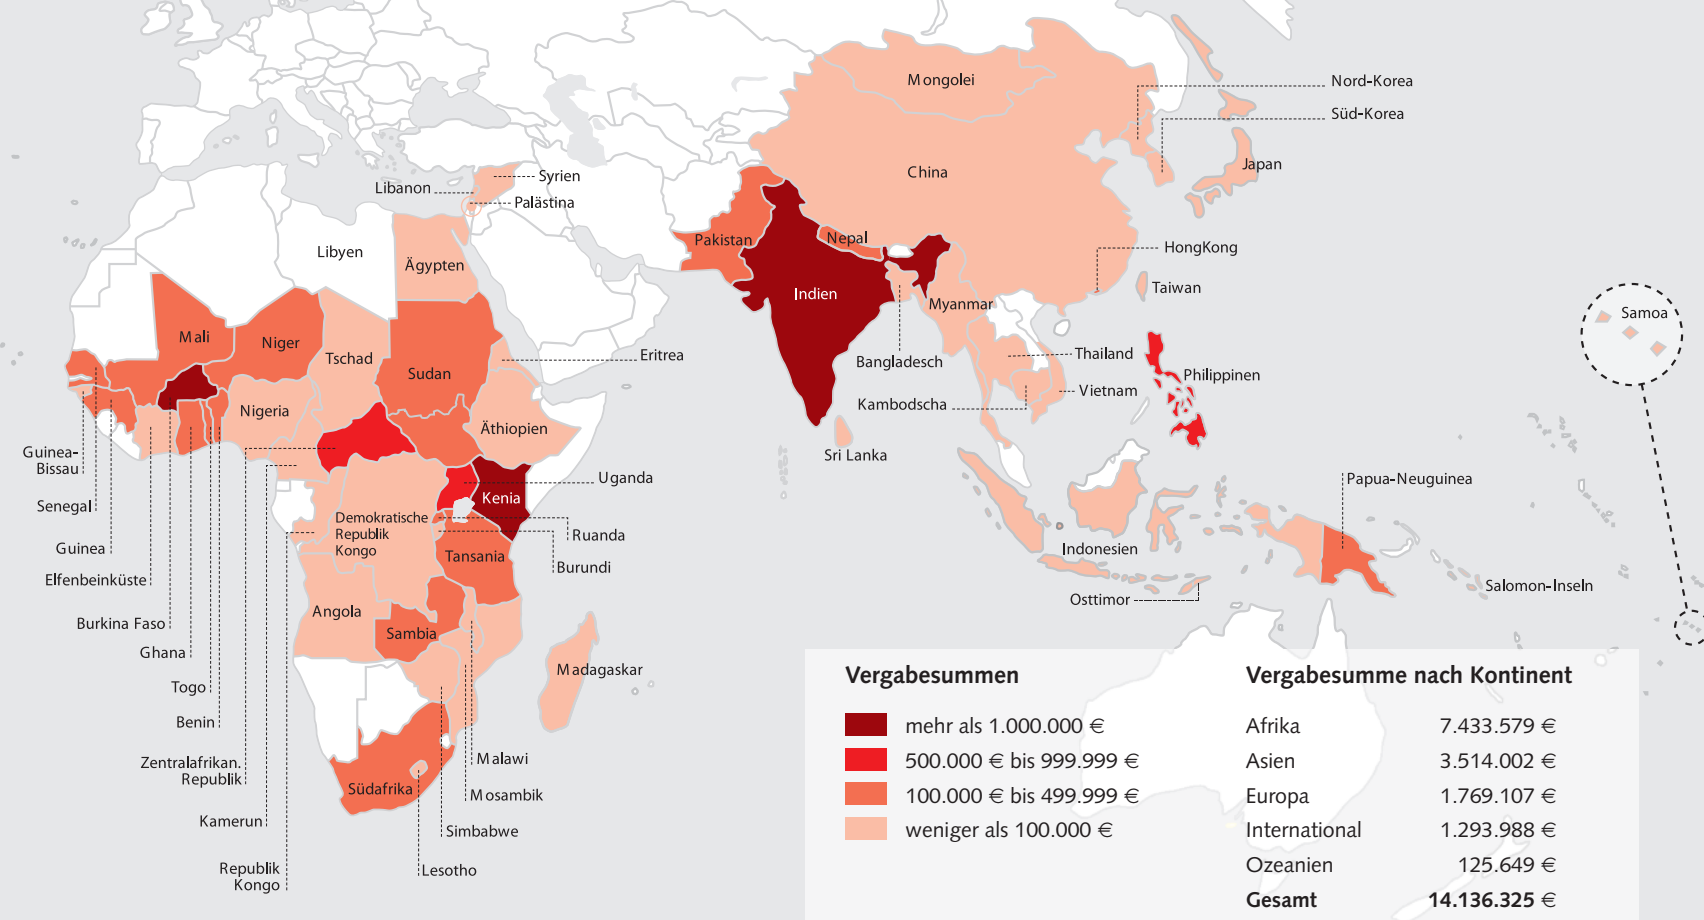 Mongolei
Nord-Korea
Süd-Korea
China
Japan
Syrien
Libanon
Palästina
Libyen
Ägypten
Pakistan
Nepal
HongKong
Indien
Taiwan
Myanmar
Samoa
Mali
Niger
Tschad
Eritrea
Sudan
Bangladesch
Thailand
Philippinen
Vietnam
Kambodscha
Nigeria
Äthiopien
Sri Lanka
Guinea-
Bissau
Senegal
Guinea
Elfenbeinküste
Burkina Faso
Ghana
Togo
Benin
Zentralafrikan.
Republik
Kamerun
Republik
Kongo
Uganda
Kenia
Demokratische
Republik
Kongo
Ruanda
Tansania
Burundi
Papua-Neuguinea
Indonesien
Osttimor
Salomon-Inseln
Angola
Sambia
Madagaskar
Südafrika
Malawi
Mosambik
Simbabwe
Lesotho
Vergabesummen
mehr als 1.000.000 €
500.000 € bis 999.999 €
100.000 € bis 499.999 €
weniger als 100.000 €
Vergabesumme nach Kontinent
Afrika 7.433.579 €
Asien 3.514.002 €
Europa 1.769.107 €
International 1.293.988 €
Ozeanien 125.649 €
Gesamt 14.136.325 €